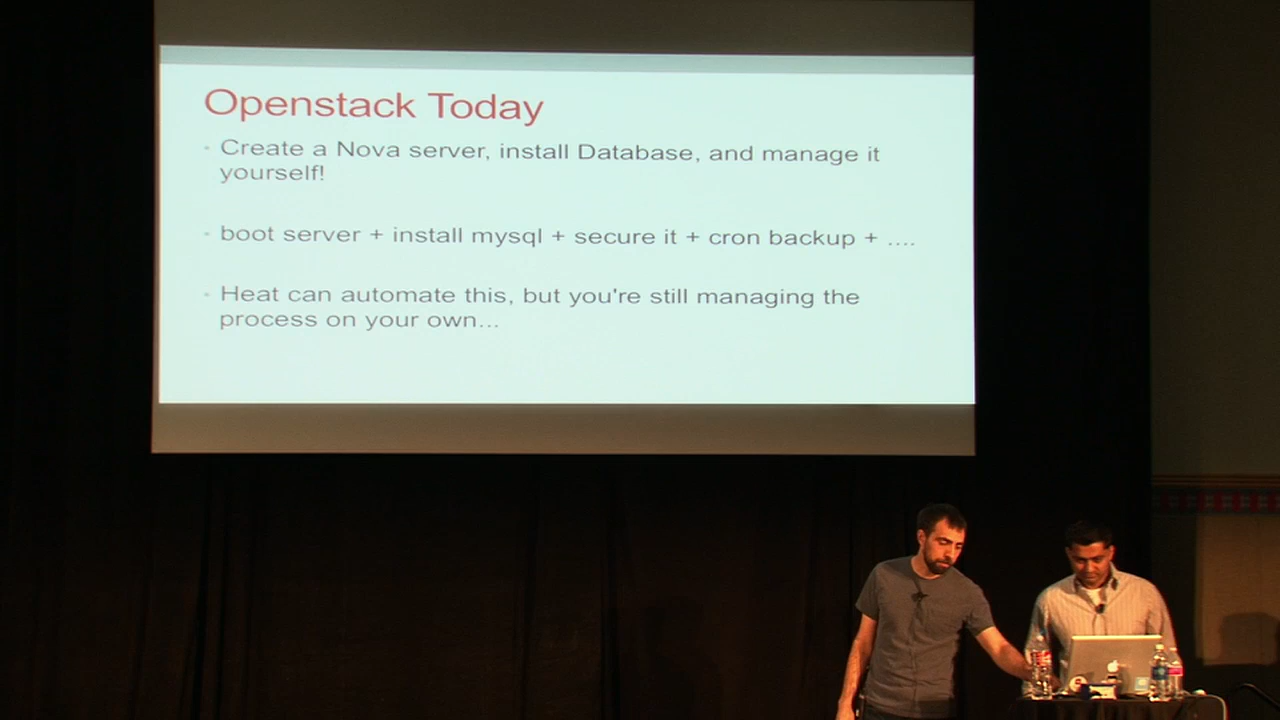 Openstack Today
Create a Nova server, install Database, and manage it
yourself!
boot server + install mysql + secure it + cron backup + ....
Heat can automate this, but you're still managing the
process on your own...